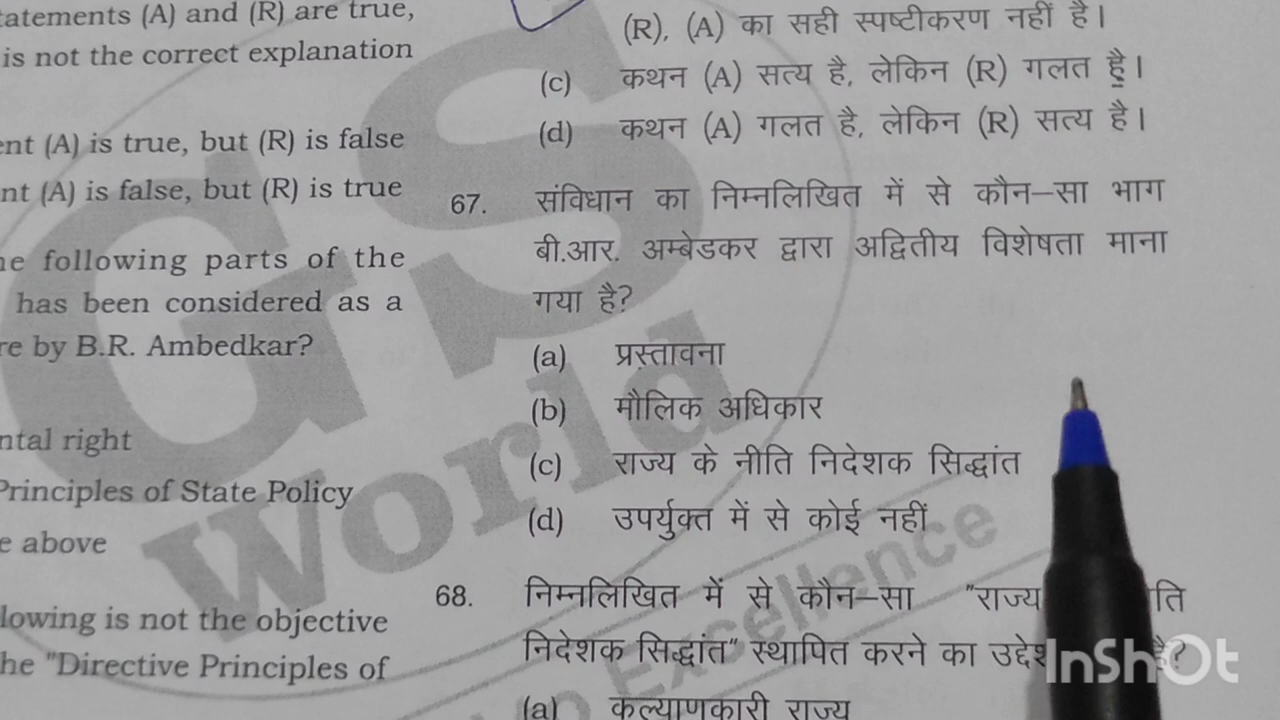 tatements (A) and (R) are true,
is not the correct explanation
ent (A) is true, but (R) is false
nt (A) is false, but (R) is true
he following parts of the
has been considered as a
re by B.R. Ambedkar?
ntal right
Principles of State Policy
e above
lowing is not the objective
he "Directive Principles of
(R), (A) का सही स्पष्टीकरण नहीं है।
(c) कथन (A) सत्य है, लेकिन (R) गलत है।
(d) कथन (A) गलत है, लेकिन (R) सत्य है।
67. संविधान का निम्नलिखित में से कौन–सा भाग
बी.आर. अम्बेडकर द्वारा अद्वितीय विशेषता माना
गया है?
(a) प्रस्तावना
(b) मौलिक अधिकार
(c) राज्य के नीति निदेशक सिद्धांत
(d) उपर्युक्त में से कोई नहीं
68. निम्नलिखित में से कौन–सा "राज्य ति
निदेशक सिद्धांत" स्थापित करने का है?
(a) कल्याणकारी राज्य
GS
World
Excellence
InShOt